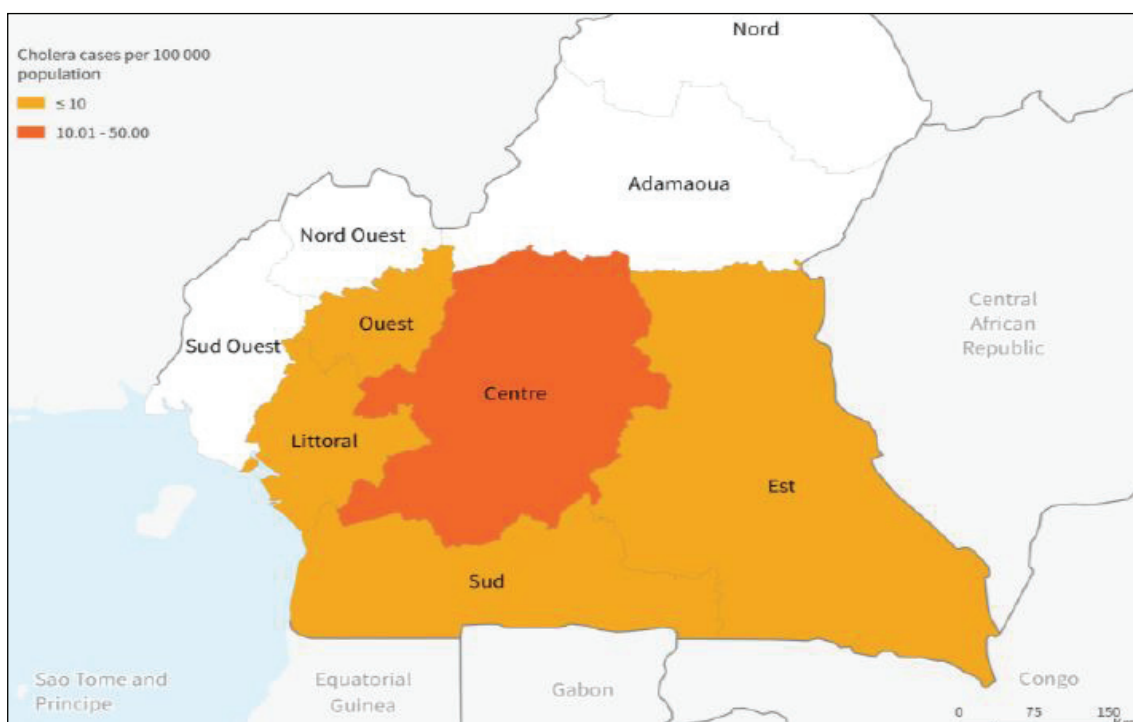 Cholera cases per 100 000
population
≤ 10
10.01 - 50.00
Nord
Adamaoua
Nord Ouest
Sud Ouest
Ouest
Central
African
Republic
Centre
Littoral
Est
Sud
Sao Tome and
Principe
Equatorial
Guinea
Gabon
Congo
0 75 150